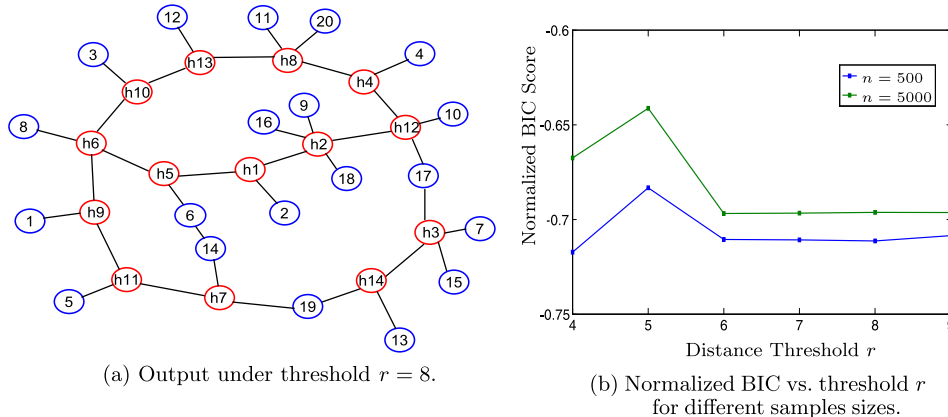 12
11
20
3
h13
h8
4
h10
h4
9
16
h12
10
8
h6
h2
h1
18
17
h5
6
2
1
h9
h3
7
14
5
h11
h14
15
h7
19
13
(a) Output under threshold r = 8.
-0.6
-0.65
-0.7
-0.75
Normalized BIC Score
n = 500
n = 5000
4 5 6 7 8
Distance Threshold r
(b) Normalized BIC vs. threshold r
for different samples sizes.